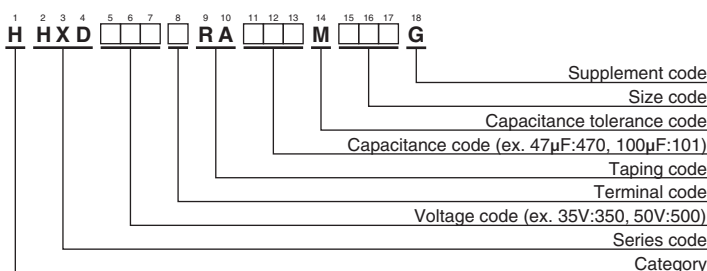 1 2 3 4 5 6 7 8 9 10 11 12 13 14 15 16 17 18
H HXD □□□ □ RA □□□ M □□□ G
Supplement code
Size code
Capacitance tolerance code
Capacitance code (ex. 47µF:470, 100µF:101)
Taping code
Terminal code
Voltage code (ex. 35V:350, 50V:500)
Series code
Category